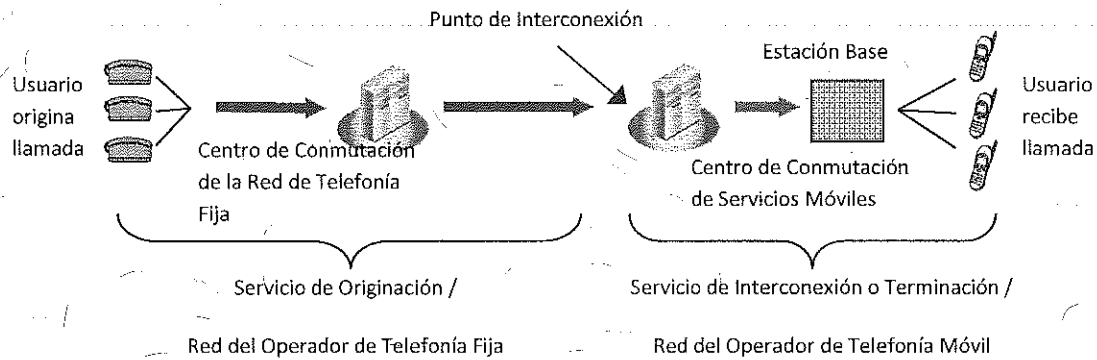 Punto de Interconexión
Estación Base
Usuario
origina
llamada
Usuario
recibe
llamada
Centro de Conmutación
de la Red de Telefonía
Fija
Centro de Conmutación
de Servicios Móviles
Servicio de Originación /
Red del Operador de Telefonía Fija
Servicio de Interconexión o Terminación /
Red del Operador de Telefonía Móvil